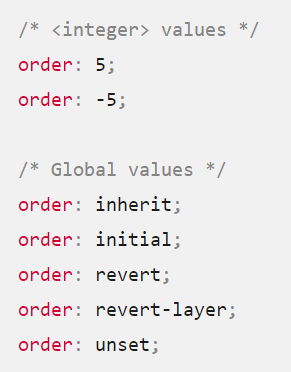 /* <integer> values */
order: 5;
order: -5;
/* Global values */
order: inherit;
order: initial;
order: revert;
order: revert-layer;
order: unset;